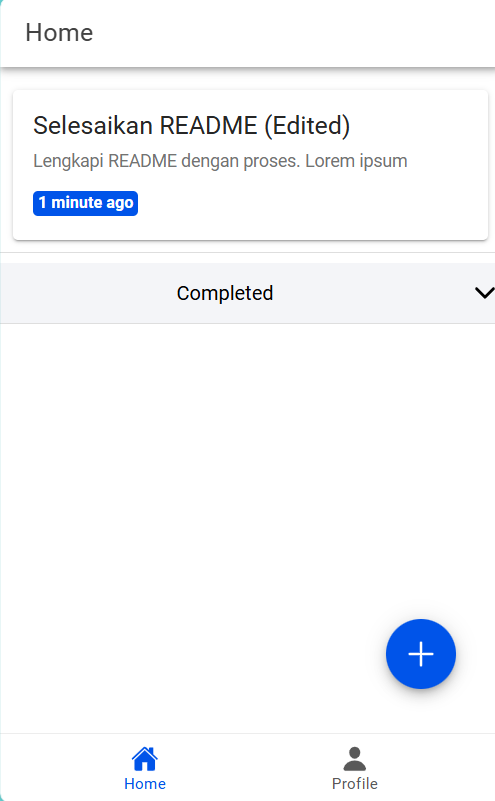 Home
Selesaikan README (Edited)
Lengkapi README dengan proses. Lorem ipsum
1 minute ago
Completed
Home
Profile